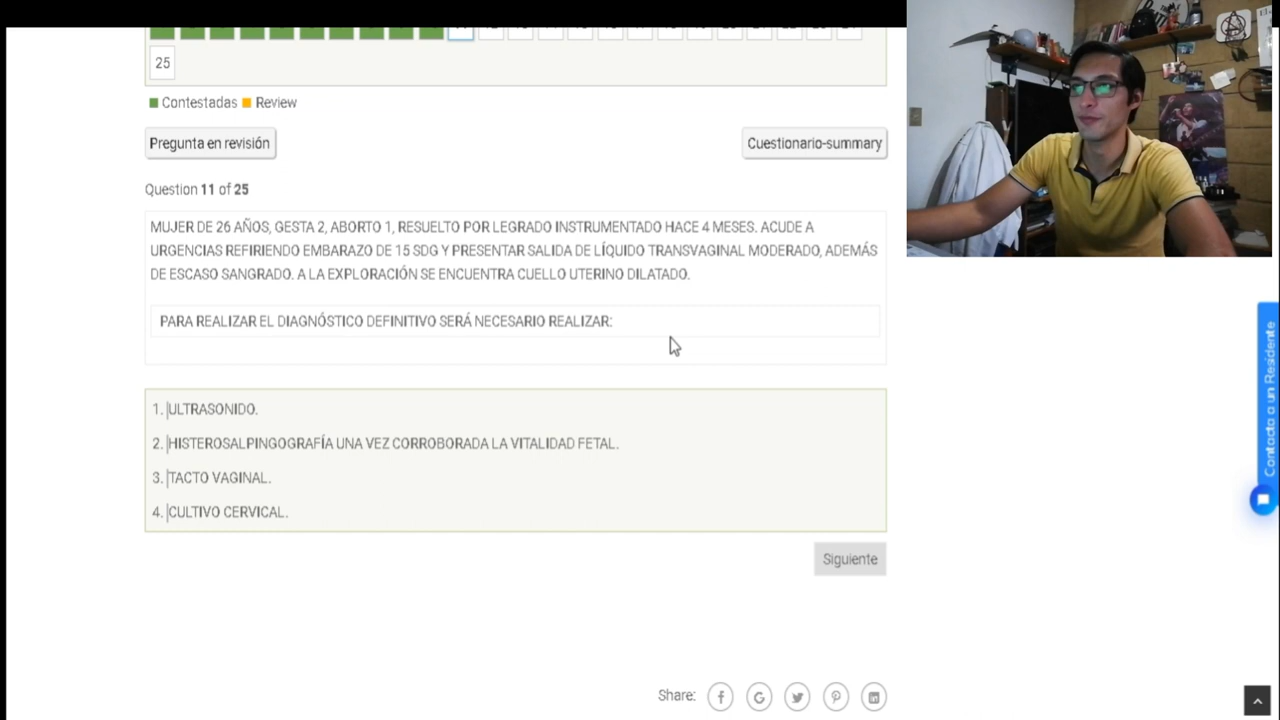 25
Contestadas Review
Pregunta en revisión
Cuestionario-summary
Question 11 of 25
MUJER DE 26 AÑOS, GESTA 2, ABORTO 1, RESUELTO POR LEGRADO INSTRUMENTADO HACE 4 MESES. ACUDE A
URGENCIAS REFIRIENDO EMBARAZO DE 15 SDG Y PRESENTAR SALIDA DE LÍQUIDO TRANSVAGINAL MODERADO, ADEMÁS
DE ESCASO SANGRADO. A LA EXPLORACIÓN SE ENCUENTRA CUELLO UTERINO DILATADO.
PARA REALIZAR EL DIAGNÓSTICO DEFINITIVO SERÁ NECESARIO REALIZAR:
1. ULTRASONIDO.
2. HISTEROSALPINGOGRAFÍA UNA VEZ CORROBORADA LA VITALIDAD FETAL.
3. TACTO VAGINAL.
4. CULTIVO CERVICAL.
Siguiente
Contacta a un Residente
Share: